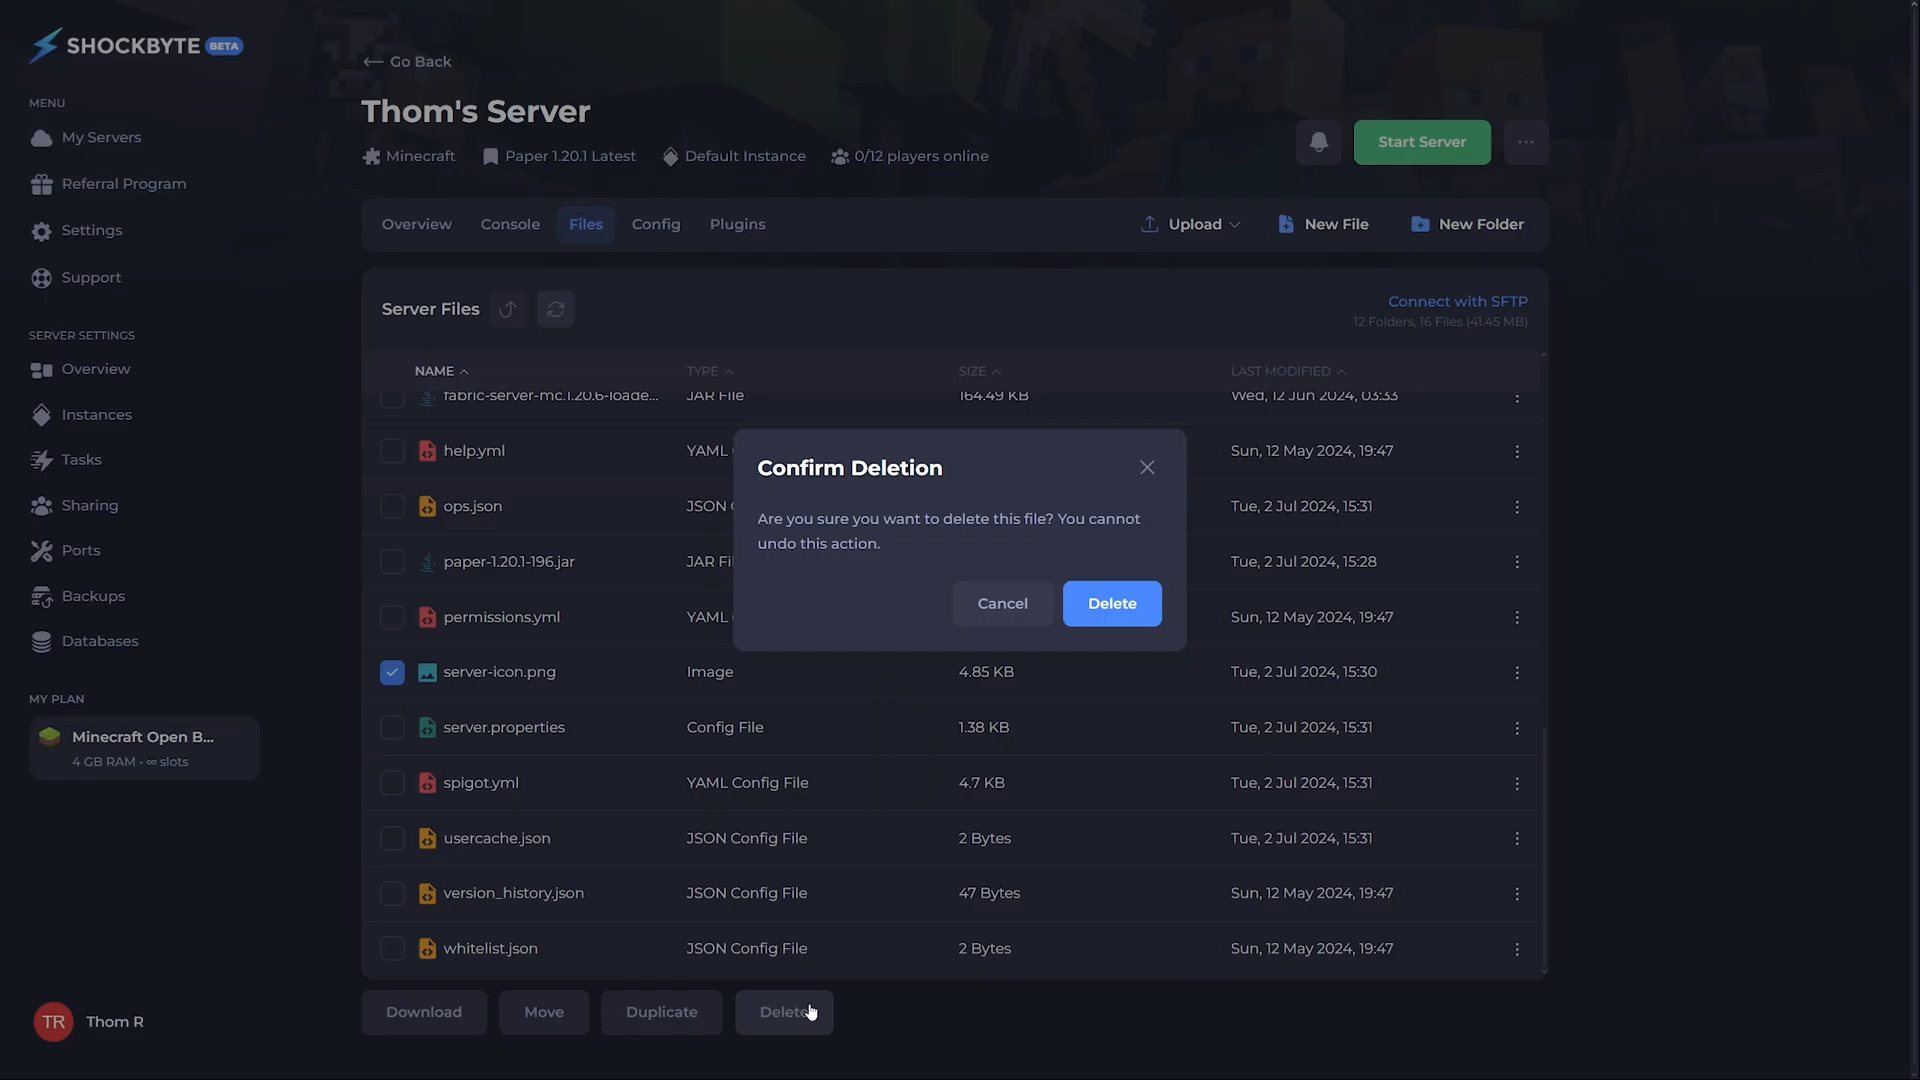 SHOCKBYTE BETA
MENU
My Servers
Referral Program
Settings
Support
SERVER SETTINGS
Overview
Instances
Tasks
Sharing
Ports
Backups
Databases
MY PLAN
Minecraft Open B...
4 GB RAM • ∞ slots
TR Thom R
Go Back
Thom's Server
Minecraft Paper 1.20.1 Latest Default Instance 0/12 players online
Start Server
Overview Console Files Config Plugins Upload New File New Folder
Server Files
Connect with SFTP
12 Folders, 16 Files (41.45 MB)
NAME TYPE SIZE LAST MODIFIED
fabric-server-mc.1.20.6-loade... JAR File 164.49 KB Wed, 12 Jun 2024, 03:33
help.yml YAML Sun, 12 May 2024, 19:47
ops.json JSON Tue, 2 Jul 2024, 15:31
paper-1.20.1-196.jar JAR Fi Tue, 2 Jul 2024, 15:28
permissions.yml YAML Sun, 12 May 2024, 19:47
server-icon.png Image 4.85 KB Tue, 2 Jul 2024, 15:30
server.properties Config File 1.38 KB Tue, 2 Jul 2024, 15:31
spigot.yml YAML Config File 4.7 KB Tue, 2 Jul 2024, 15:31
usercache.json JSON Config File 2 Bytes Tue, 2 Jul 2024, 15:31
version_history.json JSON Config File 47 Bytes Sun, 12 May 2024, 19:47
whitelist.json JSON Config File 2 Bytes Sun, 12 May 2024, 19:47
Confirm Deletion
Are you sure you want to delete this file? You cannot
undo this action.
Cancel Delete
Download Move Duplicate Delete